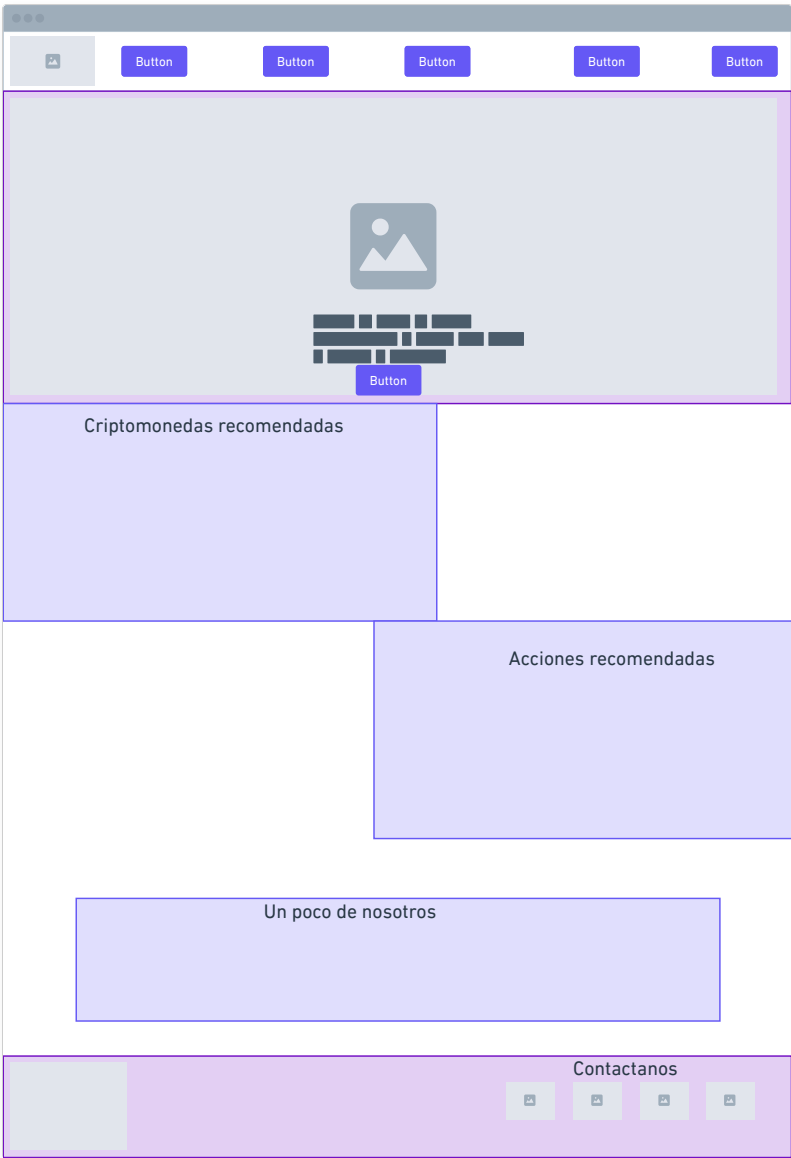 Button
Button
Button
Button
Button
Button
Criptomonedas recomendadas
Acciones recomendadas
Un poco de nosotros
Contactanos